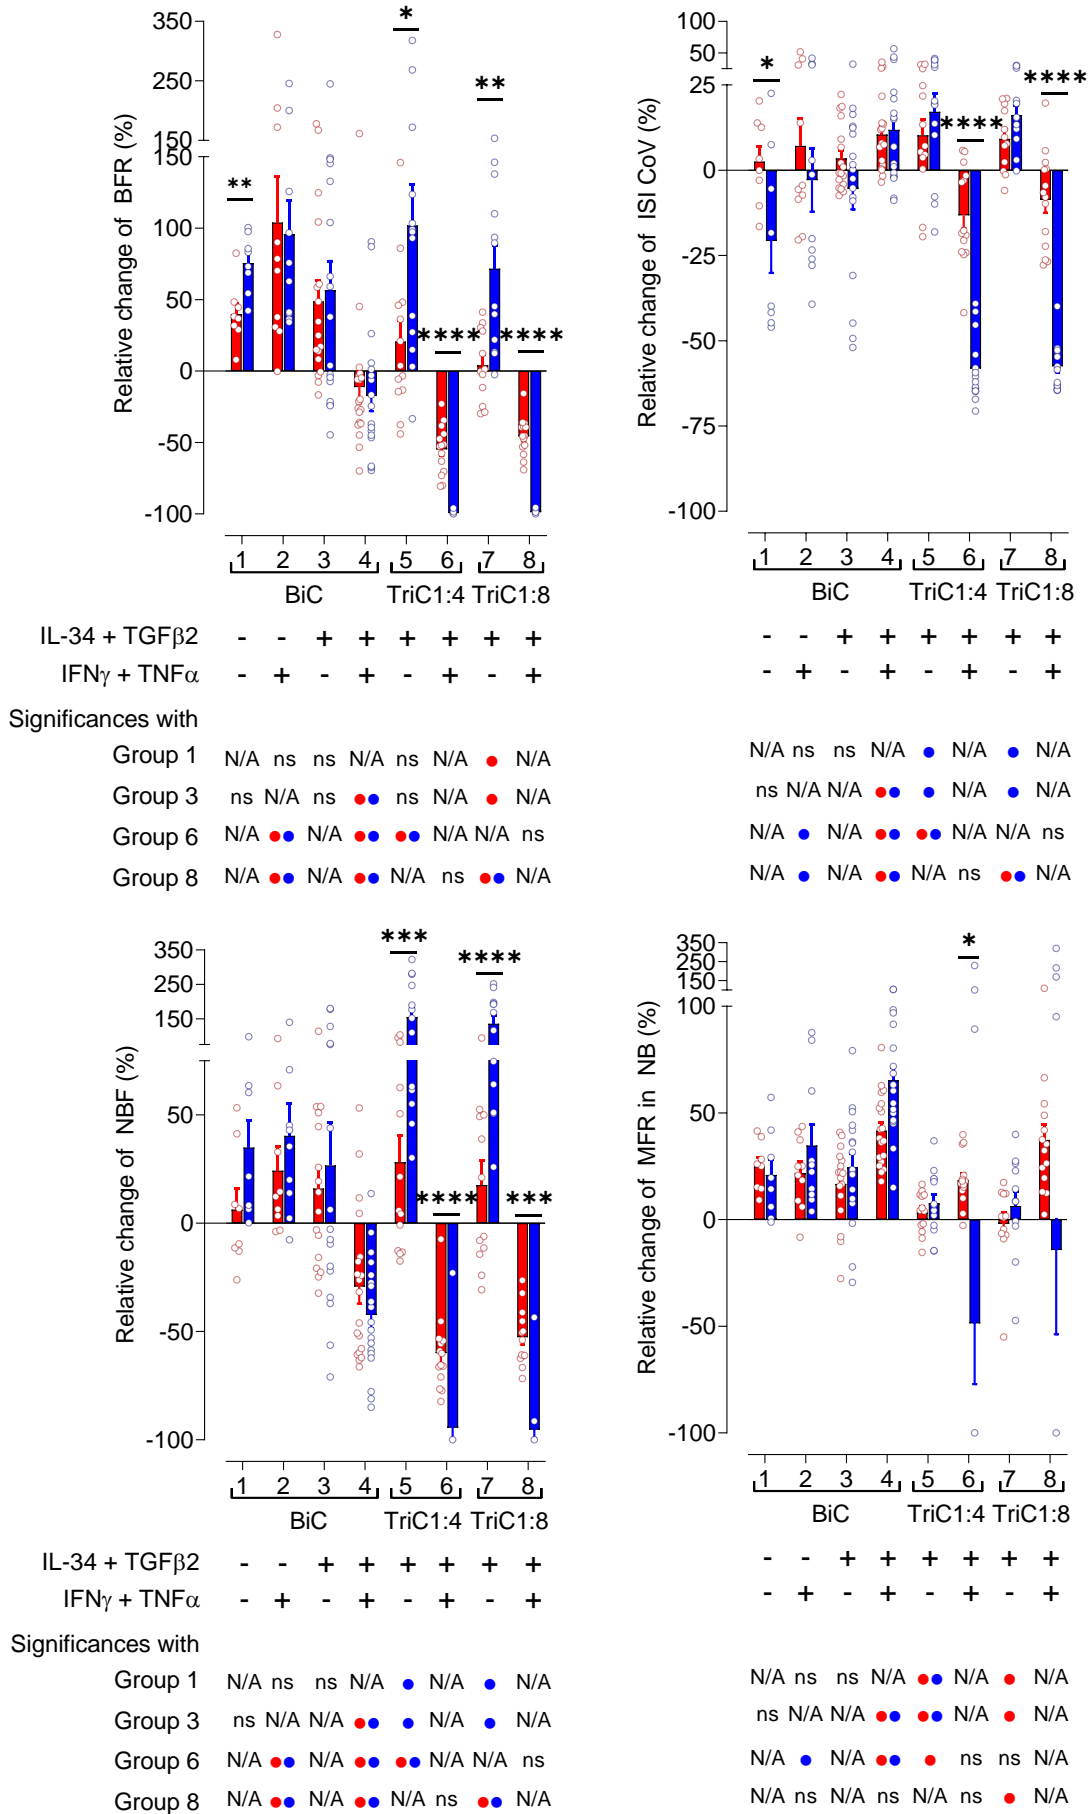 350
250
150
150
100
50
0
-50
-100
Relative change of BFR (%)
*
**
**
****
****
1 2 3 4 5 6 7 8
BiC TriC1:4 TriC1:8
IL-34 + TGFβ2 - - + + + + + +
IFNγ + TNFα - + - + - + - +
Significances with
Group 1 N/A ns ns N/A ns N/A ● N/A
Group 3 ns N/A ns ●● ns N/A ● N/A
Group 6 N/A ●● N/A ●● ●● N/A N/A ns
Group 8 N/A ●● N/A ●● N/A ns ●● N/A
100
50
25
0
-25
-50
-75
-100
Relative change of ISI CoV (%)
*
****
****
1 2 3 4 5 6 7 8
BiC TriC1:4 TriC1:8
- - + + + + + +
- + - + - + - +
N/A ns ns N/A ● N/A ● N/A
ns N/A N/A ●● ● N/A ● N/A
N/A ● N/A ●● ●● N/A N/A ns
N/A ● N/A ●● N/A ns ●● N/A
350
250
150
50
0
-50
-100
Relative change of NBF (%)
***
****
****
***
1 2 3 4 5 6 7 8
BiC TriC1:4 TriC1:8
IL-34 + TGFβ2 - - + + + + + +
IFNγ + TNFα - + - + - + - +
Significances with
Group 1 N/A ns ns N/A ● N/A ● N/A
Group 3 ns N/A N/A ●● ● N/A ● N/A
Group 6 N/A ●● N/A ●● ●● N/A N/A ns
Group 8 N/A ●● N/A ●● N/A ns ●● N/A
350
250
150
100
50
0
-50
-100
Relative change of MFR in NB (%)
*
1 2 3 4 5 6 7 8
BiC TriC1:4 TriC1:8
- - + + + + + +
- + - + - + - +
N/A ns ns N/A ●● N/A ● N/A
ns N/A N/A ●● ●● N/A ● N/A
N/A ● N/A ●● ● ns ns N/A
N/A ns N/A ns N/A ns ● N/A